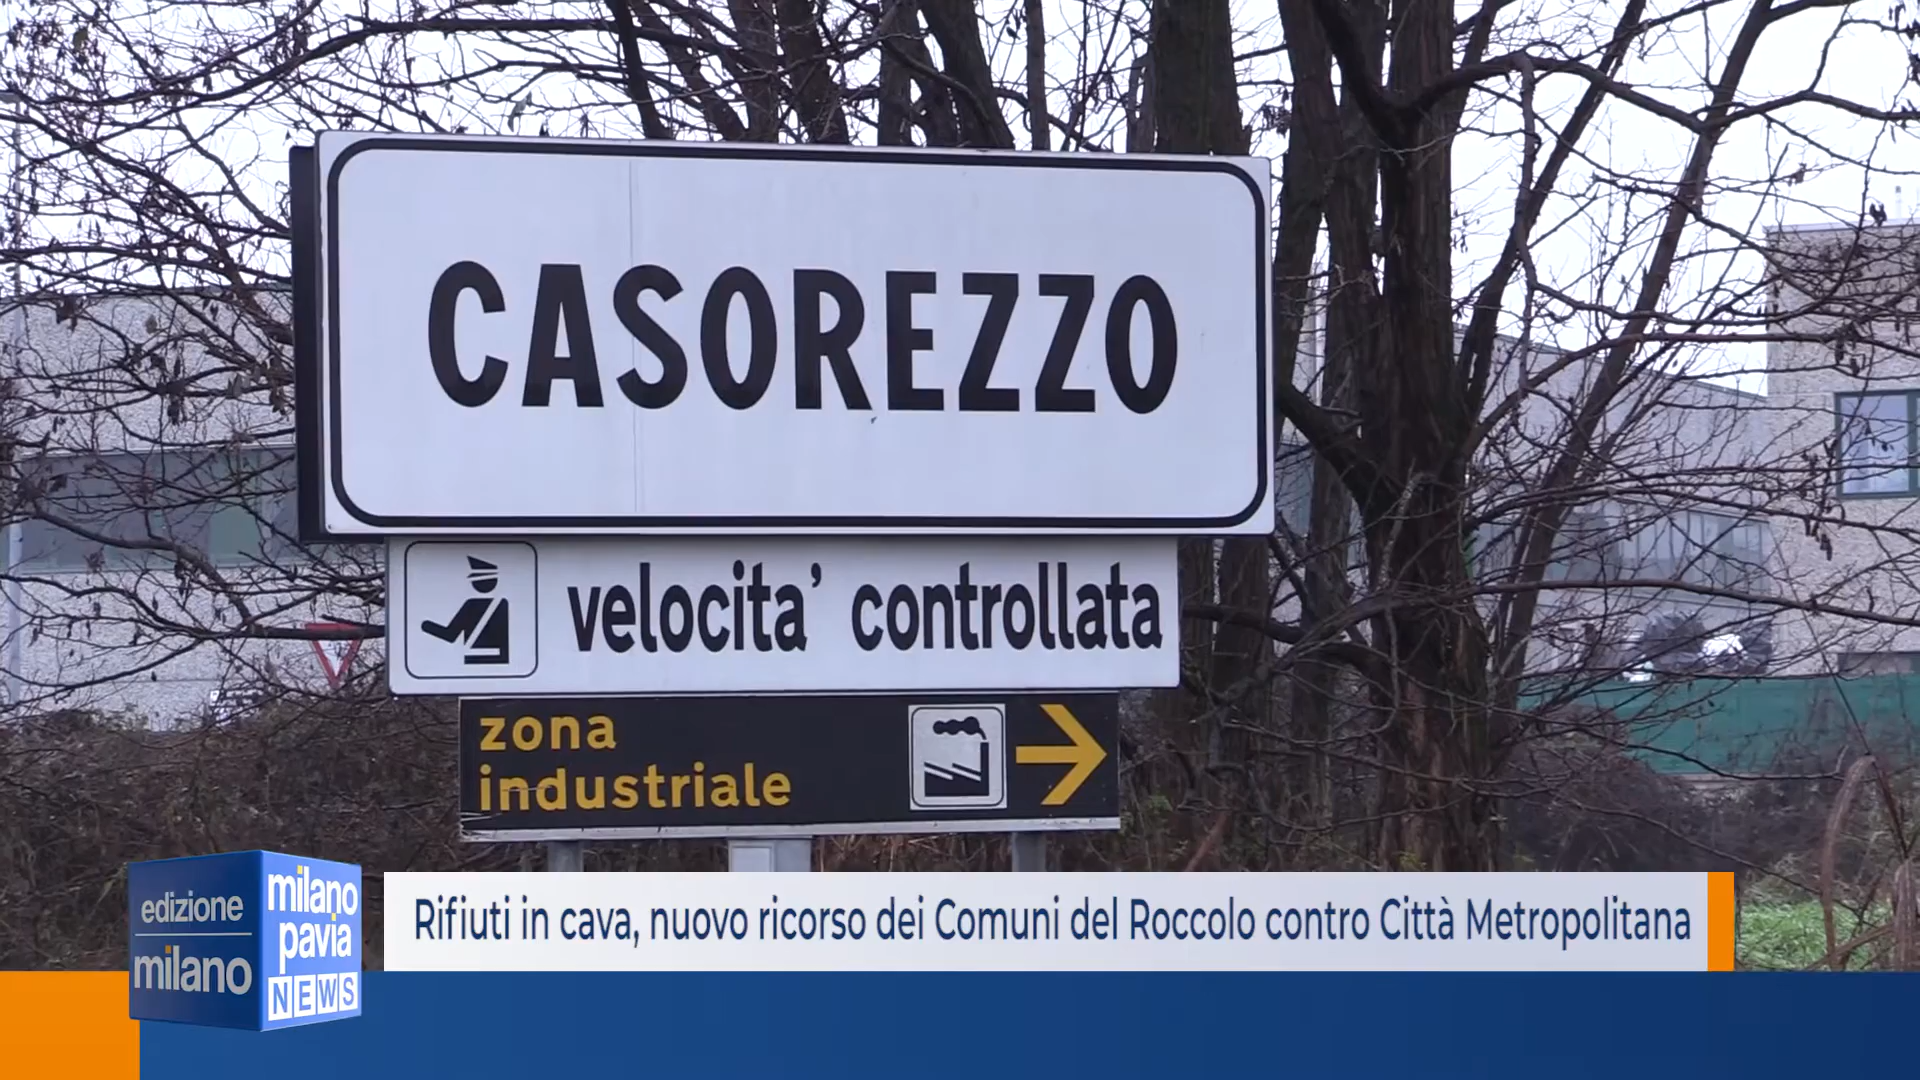 CASOREZZO
velocita' controllata
zona
industriale
edizione
milano
milano
pavia
NEWS
Rifiuti in cava, nuovo ricorso dei Comuni del Roccolo contro Città Metropolitana